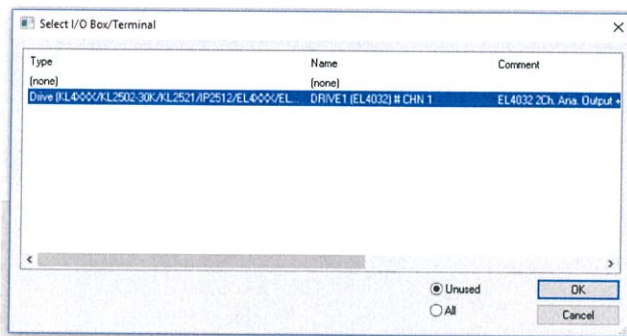 Select I/O Box/Terminal
Type Name Comment
(none) (none)
Drive (KL4XXX/KL2502-30K/KL2521/IP2512/EL4XXX/EL... DRIVE1 (EL4032) # CHN 1 EL4032 2Ch. Ana. Output +
Unused OK
All Cancel